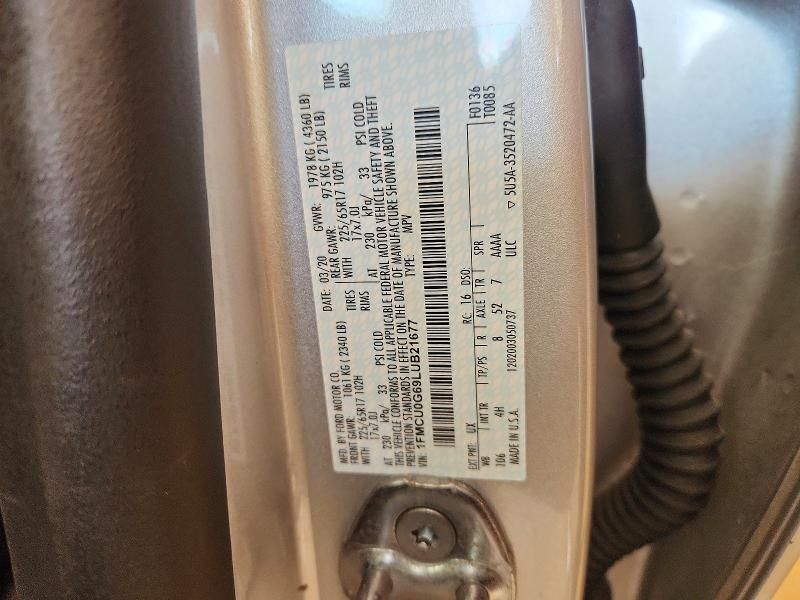 MFD. BY FORD MOTOR CO.
DATE: 03/20 GVWR: 1978 KG ( 4360 LB)
FRONT GAWR: 1061 KG (2340 LB) REAR GAWR: 975 KG ( 2150 LB)
WITH 225/65R17 102H TIRES WITH 225/65R17 102H TIRES
17x7.0J RIMS 17x7.0J RIMS
AT 230 kPa/ 33 PSI COLD AT 230 kPa/ 33 PSI COLD
THIS VEHICLE CONFORMS TO ALL APPLICABLE FEDERAL MOTOR VEHICLE SAFETY AND THEFT
PREVENTION STANDARDS IN EFFECT ON THE DATE OF MANUFACTURE SHOWN ABOVE.
VIN: 1FMCU0G69LUB21677 TYPE: MPV
F0136
T0085
EXT PNT: UX RC: 16 DSO:
WB INT TR TP/PS R AXLE TR SPR
106 4H 8 52 7 AAAA
MADE IN U.S.A. 120200305073​7 ULC
▽ 5U5A-3520472-AA